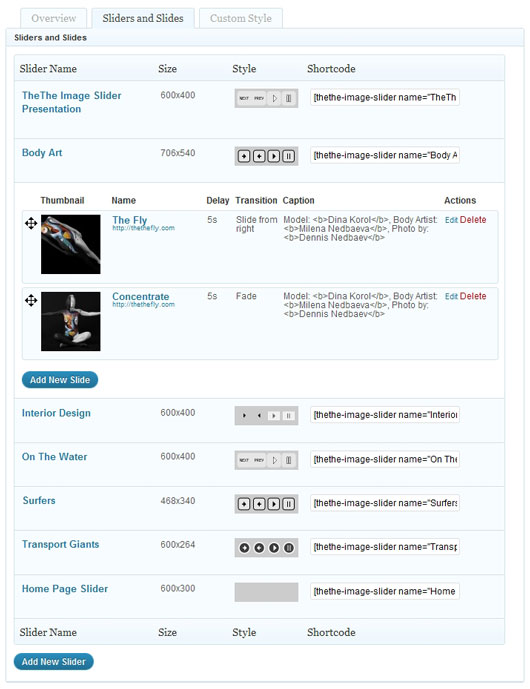 Overview
Sliders and Slides
Custom Style
Sliders and Slides
Slider Name Size Style Shortcode
TheThe Image Slider 600x400 NEXT PREV [the-image-slider name="TheTh
Presentation
Body Art 706x540 [thethe-image-slider name="Body A
Thumbnail Name Delay Transition Caption Actions
The Fly 5s Slide from Model: <b>Dina Korol</b>, Body Artist: Edit Delete
http://thethefly.com right <b>Milena Nedbaeva</b>, Photo by:
<b>Dennis Nedbaev</b>
Concentrate 5s Fade Model: <b>Dina Korol</b>, Body Artist: Edit Delete
http://thethefly.com <b>Milena Nedbaeva</b>, Photo by:
<b>Dennis Nedbaev</b>
Add New Slide
Interior Design 600x400 [thethe-image-slider name="Interio
On The Water 600x400 NEXT PREV [thethe-image-slider name="On The
Surfers 468x340 [thethe-image-slider name="Surfers
Transport Giants 600x264 [thethe-image-slider name="Transp
Home Page Slider 600x300 [thethe-image-slider name="Home
Slider Name Size Style Shortcode
Add New Slider